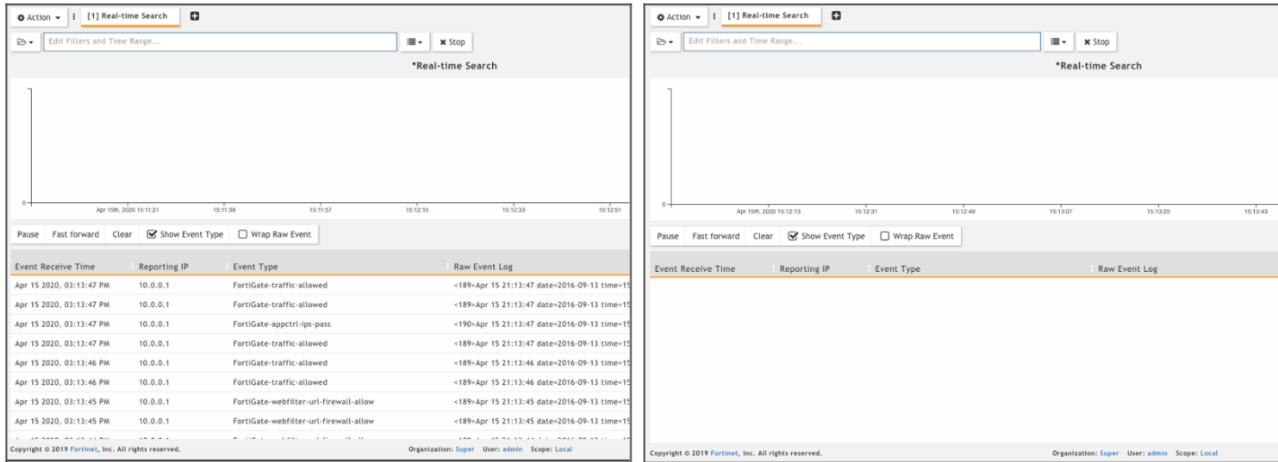 Action [1] Real-time Search
Edit Filters and Time Range... Stop
*Real-time Search
0
Apr 15th, 2020 15:11:21 15:11:39 15:11:57 15:12:15 15:12:33 15:12:51
Pause Fast forward Clear Show Event Type Wrap Raw Event
Event Receive Time Reporting IP Event Type Raw Event Log
Apr 15 2020, 03:13:47 PM 10.0.0.1 FortiGate-traffic-allowed <189>Apr 15 21:13:47 date=2016-09-13 time=15
Apr 15 2020, 03:13:47 PM 10.0.0.1 FortiGate-traffic-allowed <189>Apr 15 21:13:47 date=2016-09-13 time=15
Apr 15 2020, 03:13:47 PM 10.0.0.1 FortiGate-appctrl-ips-pass <190>Apr 15 21:13:47 date=2016-09-13 time=15
Apr 15 2020, 03:13:47 PM 10.0.0.1 FortiGate-traffic-allowed <189>Apr 15 21:13:47 date=2016-09-13 time=15
Apr 15 2020, 03:13:46 PM 10.0.0.1 FortiGate-traffic-allowed <189>Apr 15 21:13:46 date=2016-09-13 time=15
Apr 15 2020, 03:13:46 PM 10.0.0.1 FortiGate-traffic-allowed <189>Apr 15 21:13:46 date=2016-09-13 time=15
Apr 15 2020, 03:13:45 PM 10.0.0.1 FortiGate-webfilter-url-firewall-allow <189>Apr 15 21:13:45 date=2016-09-13 time=15
Apr 15 2020, 03:13:45 PM 10.0.0.1 FortiGate-webfilter-url-firewall-allow <189>Apr 15 21:13:45 date=2016-09-13 time=15
Copyright © 2019 Fortinet, Inc. All rights reserved. Organization: Super User: admin Scope: Local
Action [1] Real-time Search
Edit Filters and Time Range... Stop
*Real-time Search
0
Apr 15th, 2020 15:12:13 15:12:31 15:12:49 15:13:07 15:13:25 15:13:43
Pause Fast forward Clear Show Event Type Wrap Raw Event
Event Receive Time Reporting IP Event Type Raw Event Log
Copyright © 2019 Fortinet, Inc. All rights reserved. Organization: Super User: admin Scope: Local